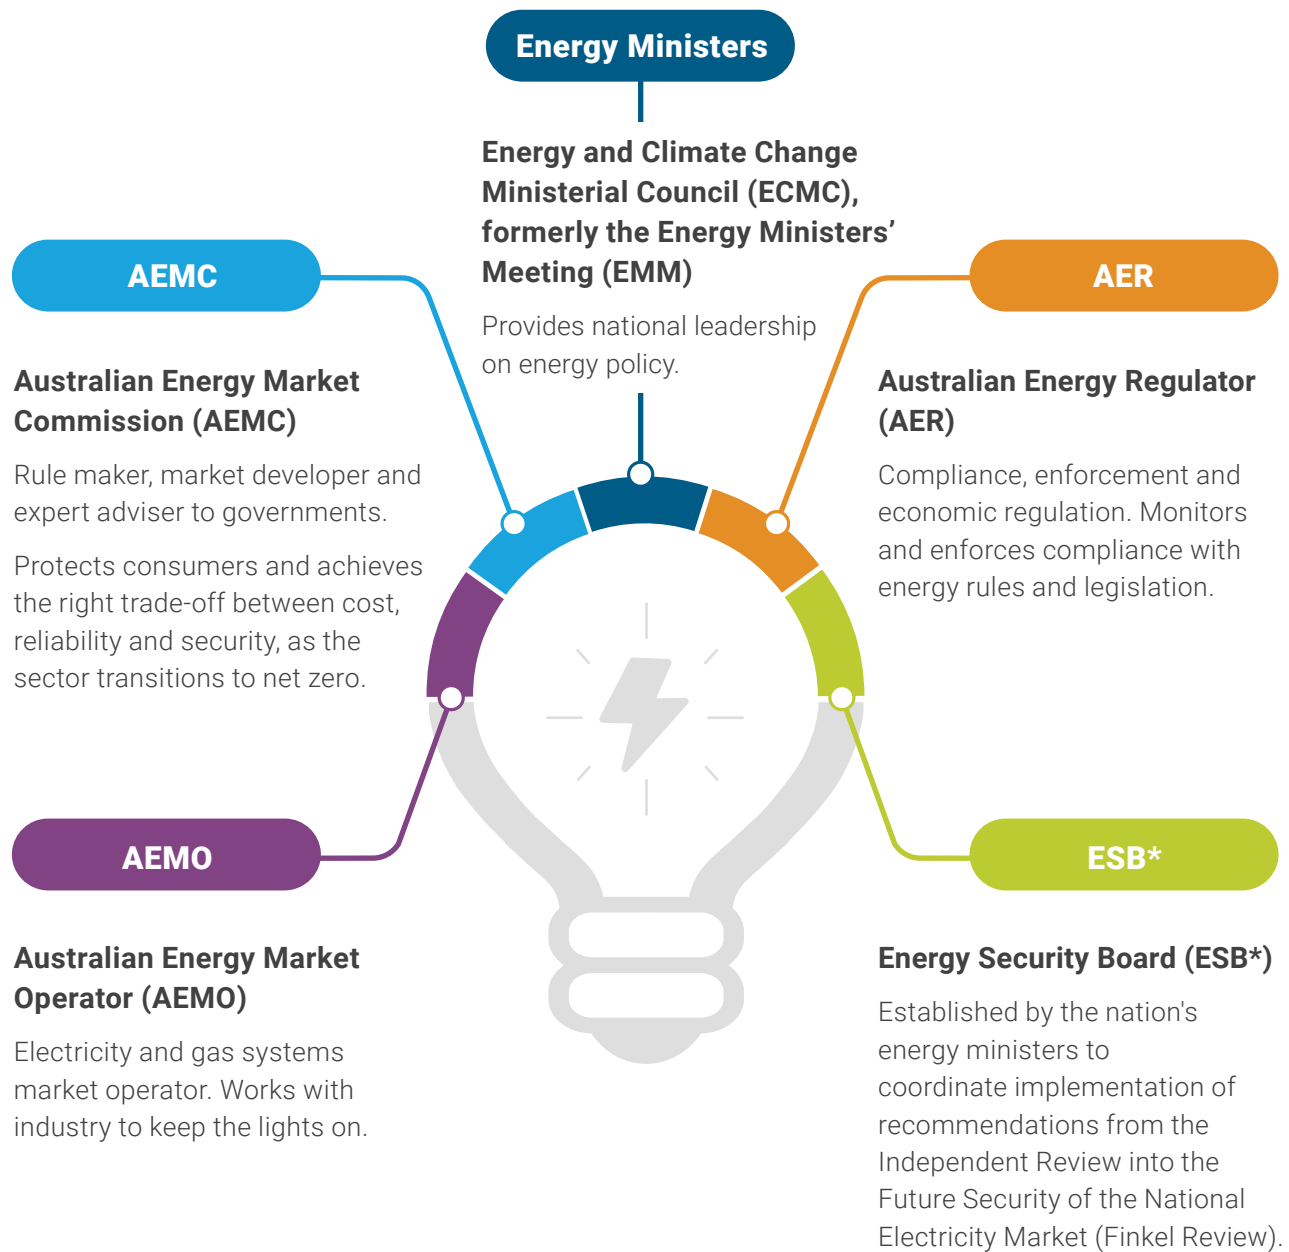 Energy Ministers
Energy and Climate Change
Ministerial Council (ECMC),
formerly the Energy Ministers’
Meeting (EMM)
Provides national leadership
on energy policy.
AEMC
Australian Energy Market
Commission (AEMC)
Rule maker, market developer and
expert adviser to governments.
Protects consumers and achieves
the right trade-off between cost,
reliability and security, as the
sector transitions to net zero.
AER
Australian Energy Regulator
(AER)
Compliance, enforcement and
economic regulation. Monitors
and enforces compliance with
energy rules and legislation.
AEMO
Australian Energy Market
Operator (AEMO)
Electricity and gas systems
market operator. Works with
industry to keep the lights on.
ESB*
Energy Security Board (ESB*)
Established by the nation's
energy ministers to
coordinate implementation of
recommendations from the
Independent Review into the
Future Security of the National
Electricity Market (Finkel Review).